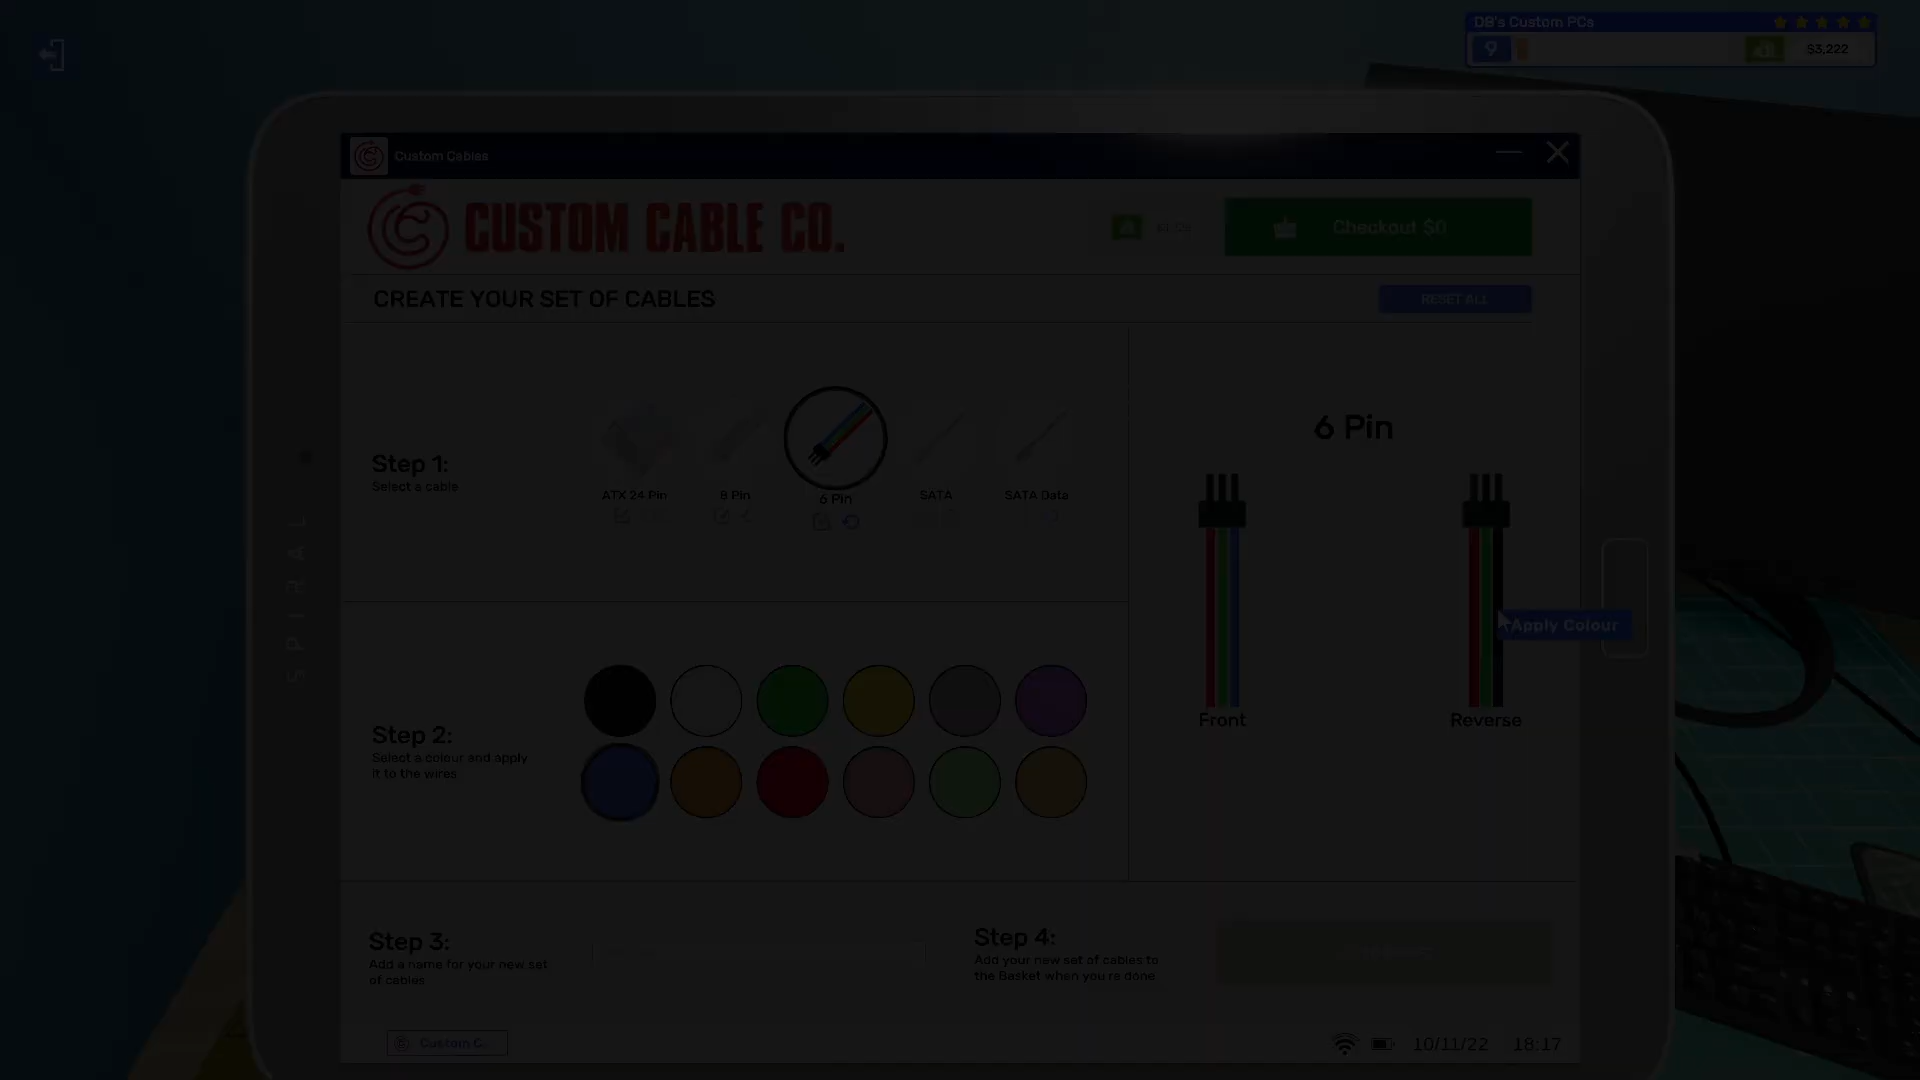 DB's Custom PCs
9
$3,222
Custom Cables
CUSTOM CABLE CO.
Checkout $0
CREATE YOUR SET OF CABLES
RESET ALL
Step 1:
Select a cable
ATX 24 Pin
8 Pin
6 Pin
SATA
SATA Data
6 Pin
Front
Reverse
Apply Colour
SPIRAL
Step 2:
Select a colour and apply
it to the wires
Step 3:
Add a name for your new set
of cables
Step 4:
Add your new set of cables to
the Basket when you're done
Custom C...
10/11/22
18:17